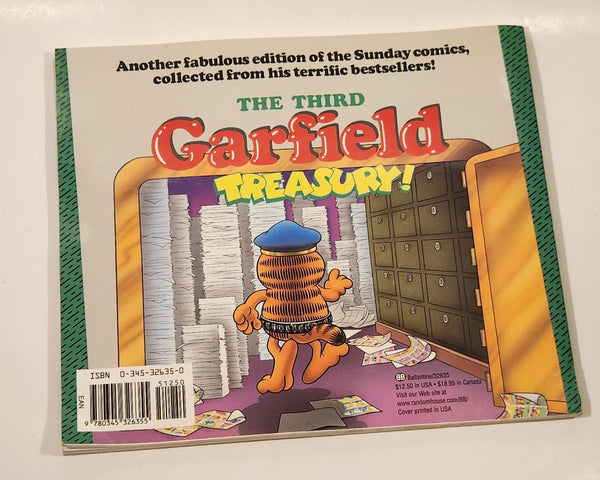 Another fabulous edition of the Sunday comics,
collected from his terrific bestsellers!
THE THIRD
Garfield
TREASURY!
ISBN 0-345-32635-0
51250
EAN
9 780345 326355
BB Ballantine/32635
$12.50 in USA • $18.95 in Canada
Visit our Web site at
www.randomhouse.com/BB/
Cover printed in USA